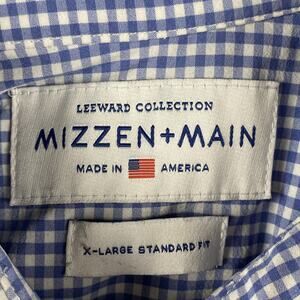 LEEWARD COLLECTION
MIZZEN+MAIN
MADE IN AMERICA
X-LARGE STANDARD FIT